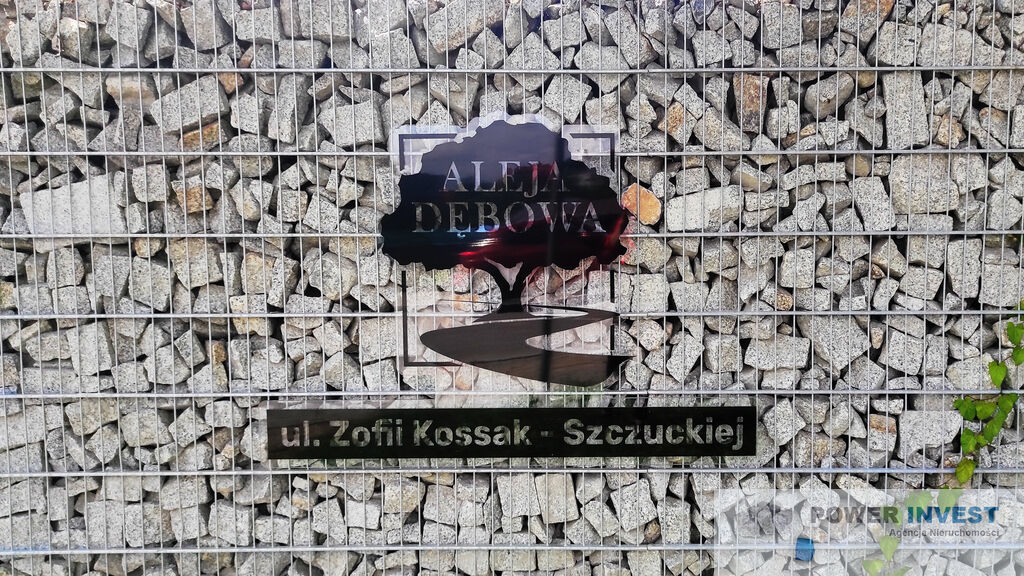 ALEJA
DĘBOWA
ul. Zofii Kossak - Szczuckiej
POWER INVEST
Agencja Nieruchomości